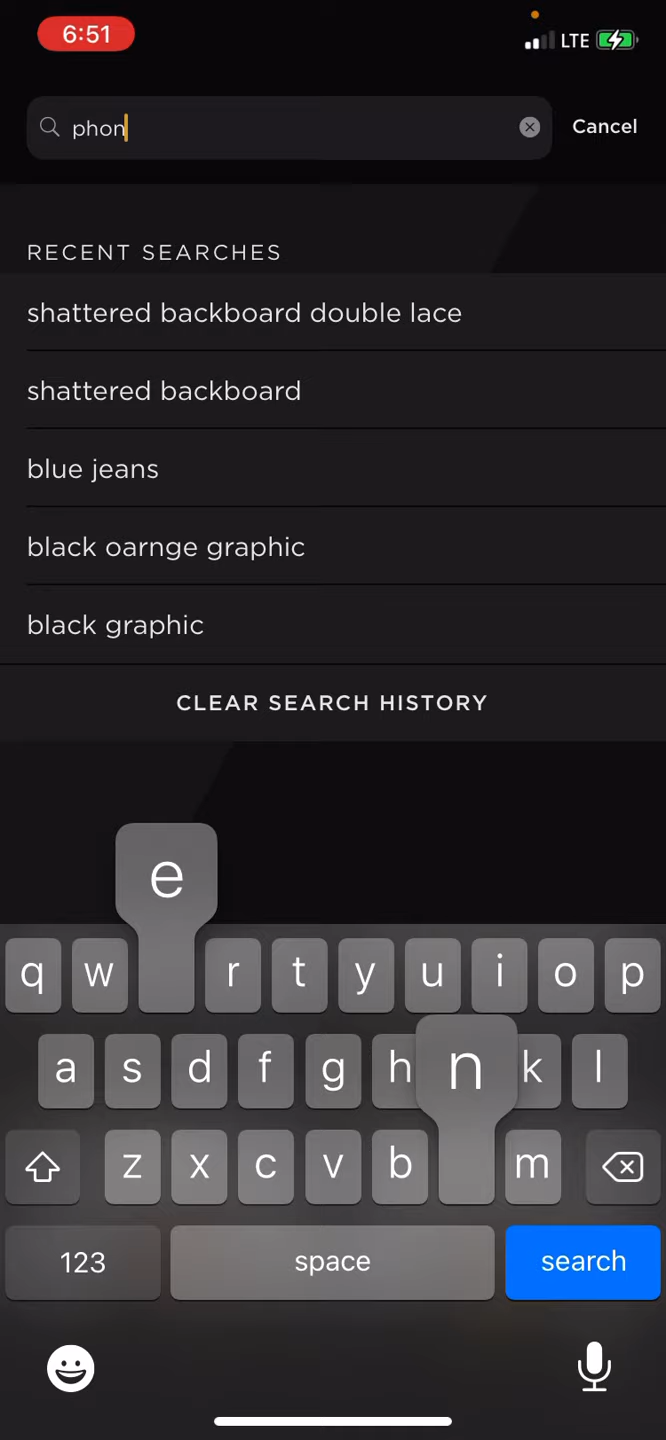 6:51
LTE
phon
Cancel
RECENT SEARCHES
shattered backboard double lace
shattered backboard
blue jeans
black oarnge graphic
black graphic
CLEAR SEARCH HISTORY
e
q w r t y u i o p
n
a s d f g h k l
z x c v b m
123 space search